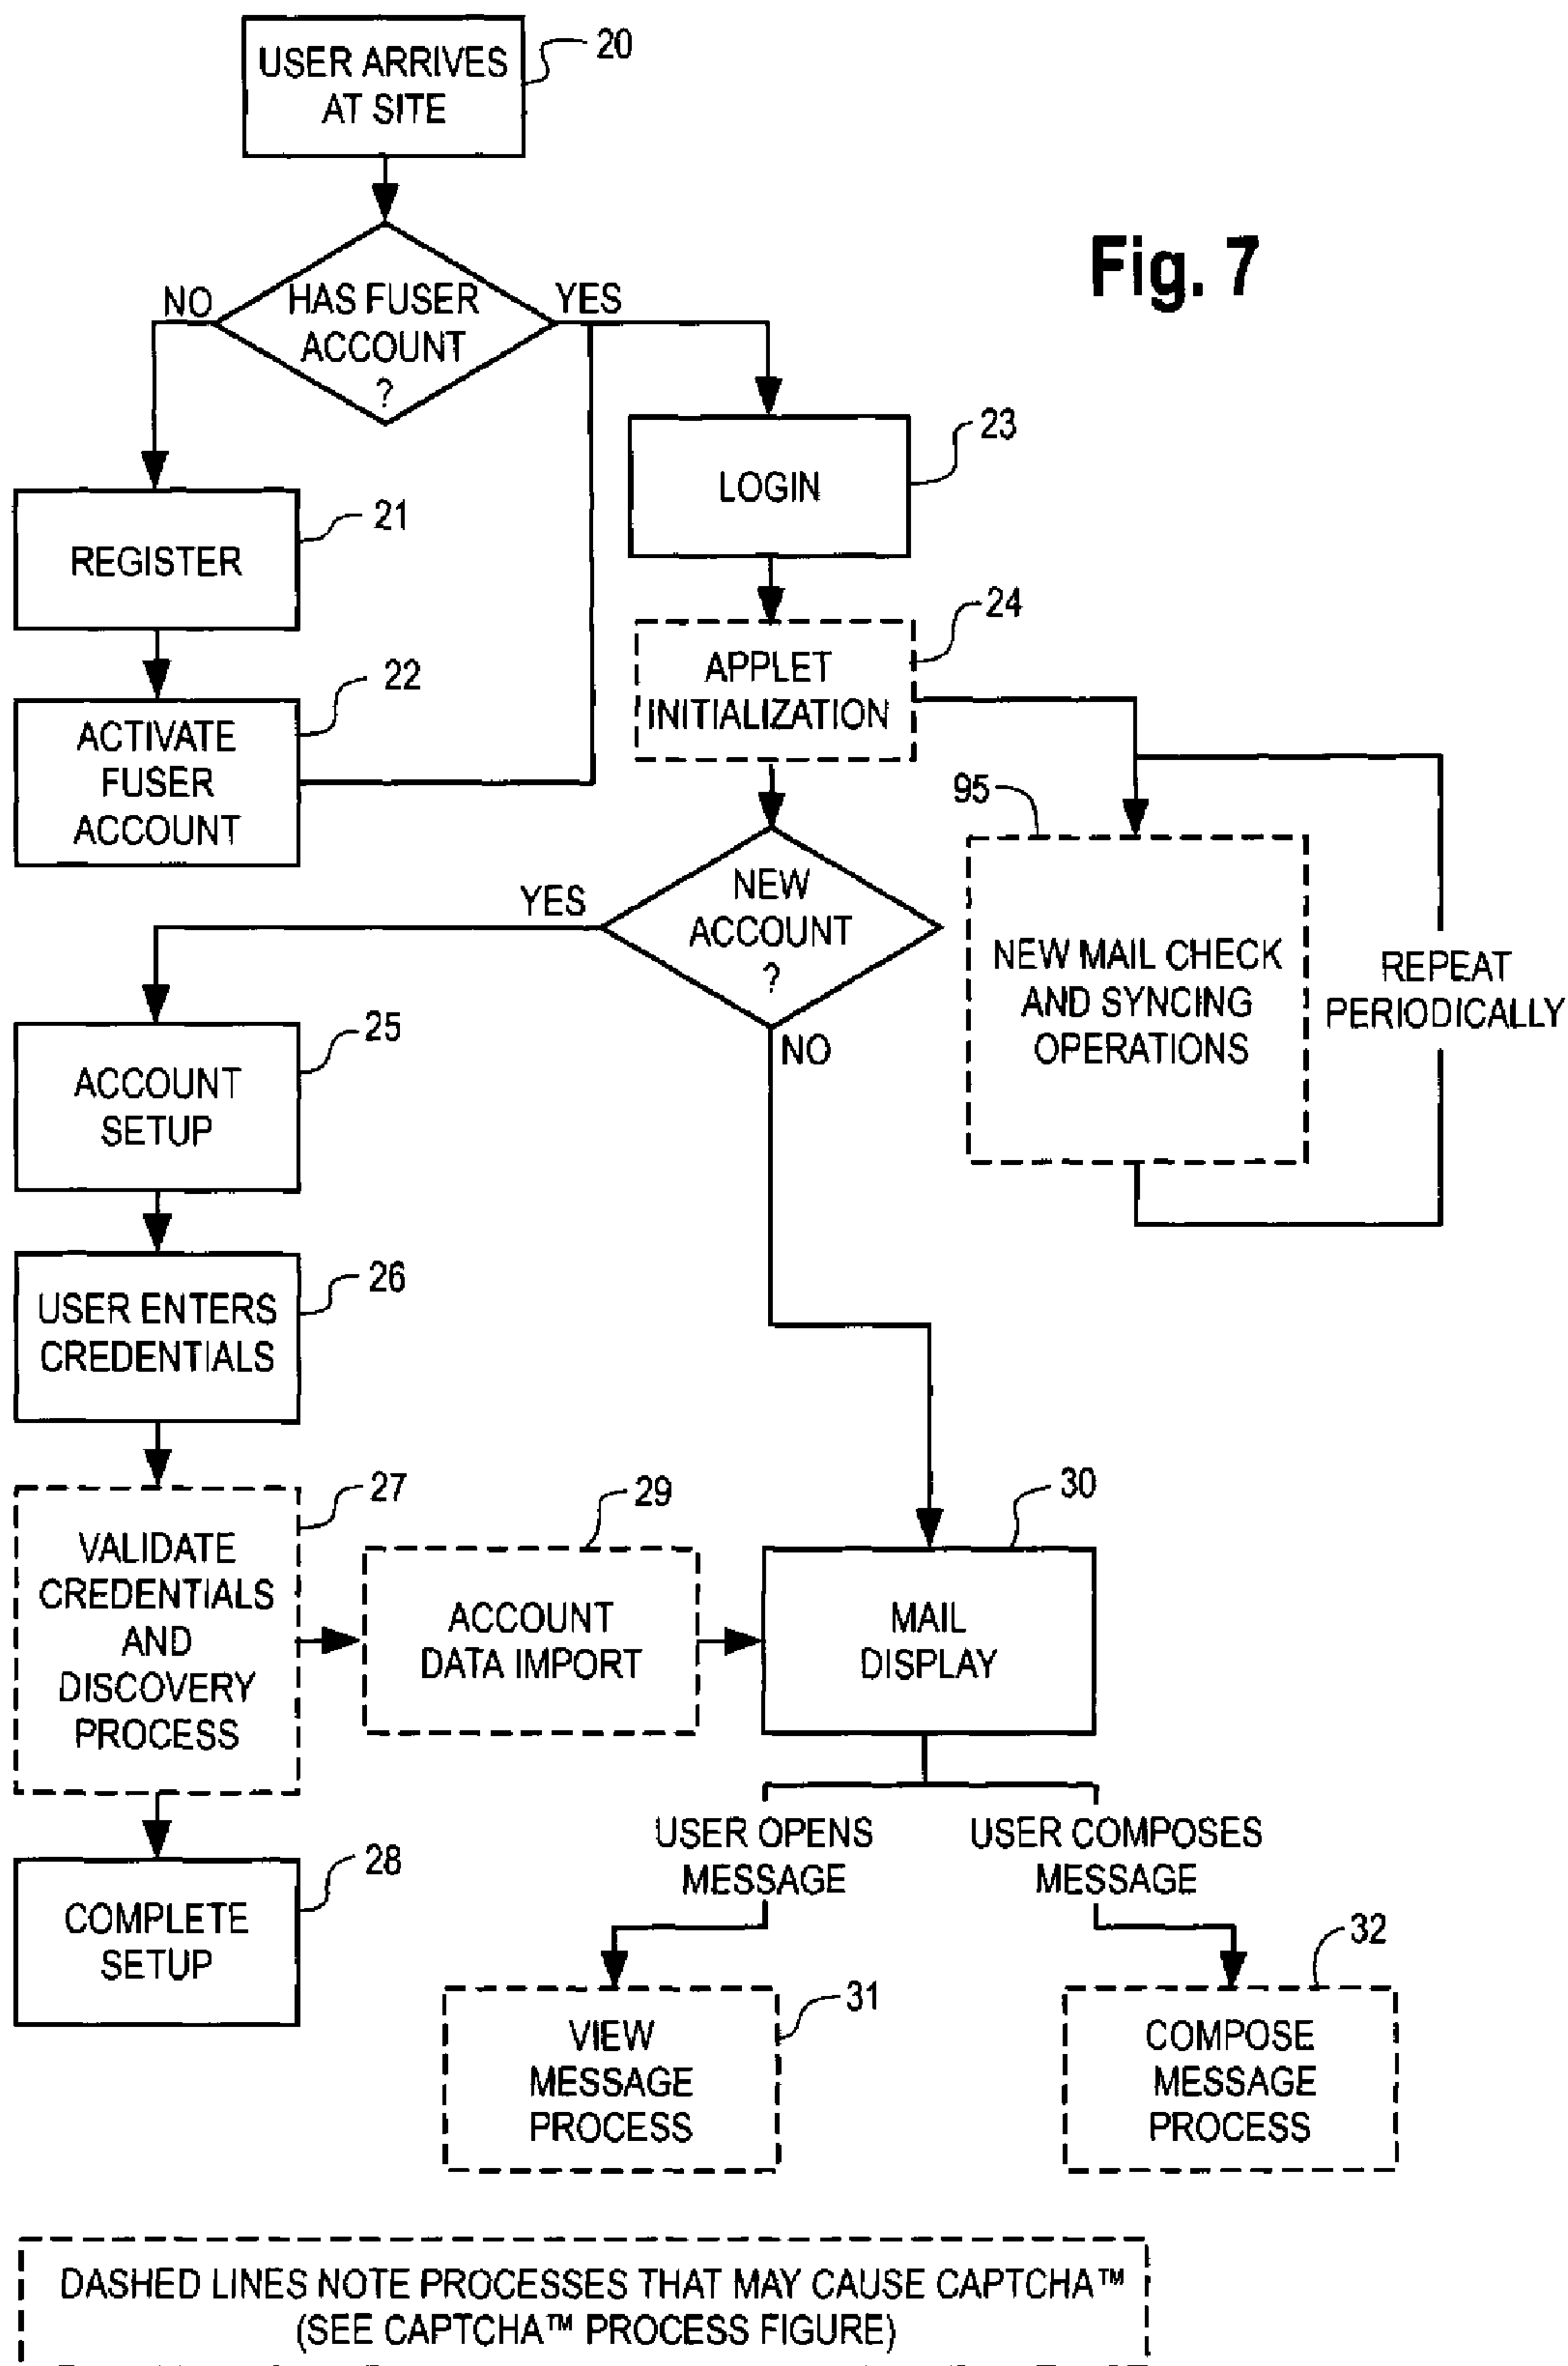 USER ARRIVES
AT SITE
20
Fig. 7
HAS FUSER
ACCOUNT
?
NO
YES
REGISTER
21
LOGIN
23
ACTIVATE
FUSER
ACCOUNT
22
APPLET
INITIALIZATION
24
NEW
ACCOUNT
?
YES
NO
95
NEW MAIL CHECK
AND SYNCING
OPERATIONS
REPEAT
PERIODICALLY
ACCOUNT
SETUP
25
USER ENTERS
CREDENTIALS
26
VALIDATE
CREDENTIALS
AND
DISCOVERY
PROCESS
27
ACCOUNT
DATA IMPORT
29
MAIL
DISPLAY
30
COMPLETE
SETUP
28
USER OPENS
MESSAGE
USER COMPOSES
MESSAGE
VIEW
MESSAGE
PROCESS
31
COMPOSE
MESSAGE
PROCESS
32
DASHED LINES NOTE PROCESSES THAT MAY CAUSE CAPTCHA™
(SEE CAPTCHA™ PROCESS FIGURE)